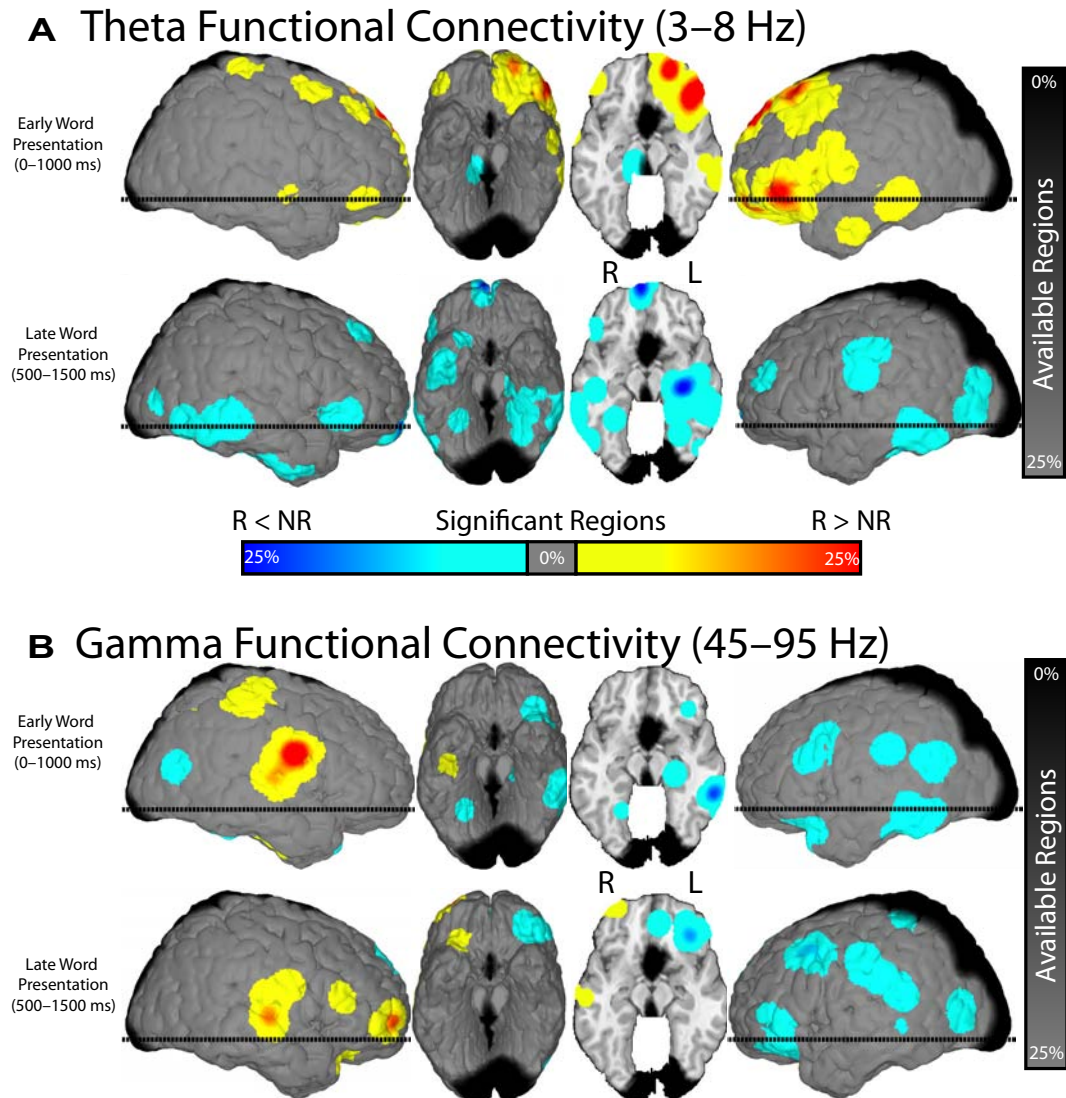 A Theta Functional Connectivity (3–8 Hz)
Early Word
Presentation
(0–1000 ms)
0%
Available Regions
25%
R L
Late Word
Presentation
(500–1500 ms)
R < NR Significant Regions R > NR
25% 0% 25%
B Gamma Functional Connectivity (45–95 Hz)
Early Word
Presentation
(0–1000 ms)
0%
Available Regions
25%
R L
Late Word
Presentation
(500–1500 ms)